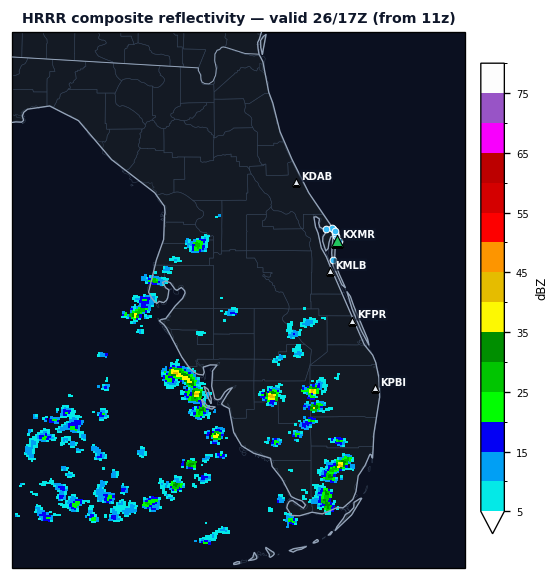 HRRR composite reflectivity — valid 26/17Z (from 11z)
KDAB
KXMR
KMLB
KFPR
KPBI
75
65
55
45
35
25
15
5
dBZ